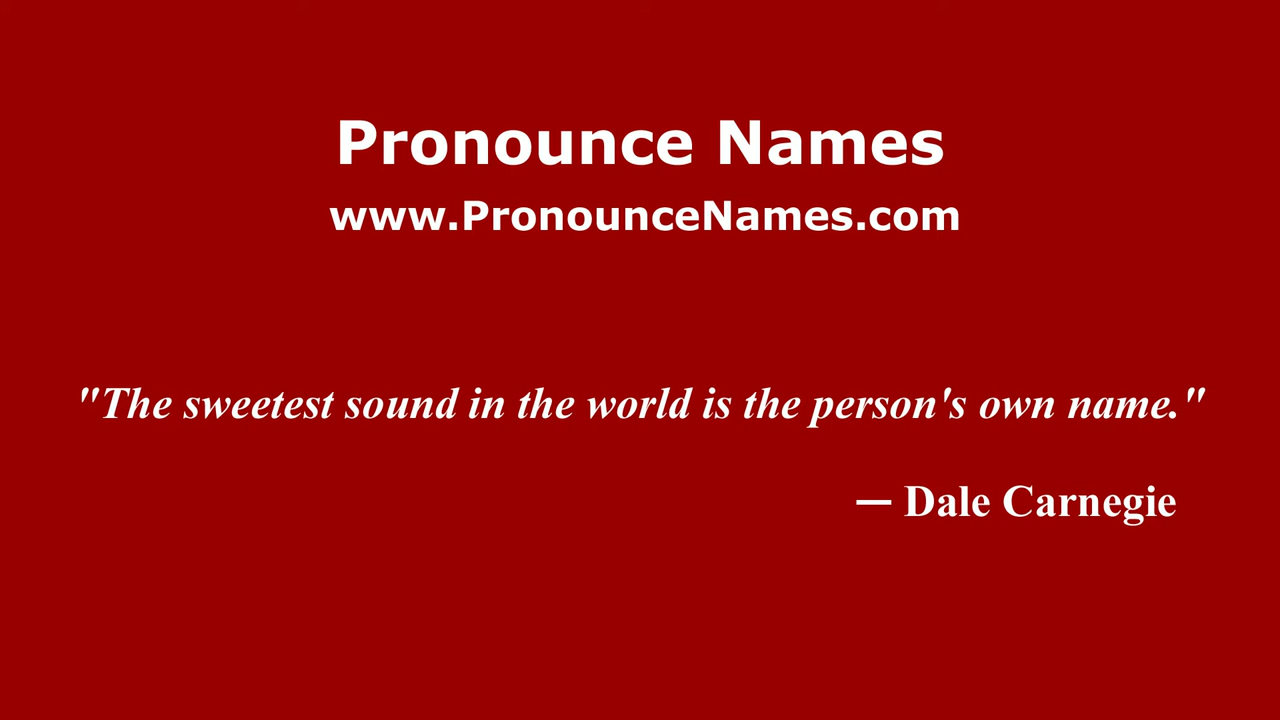 Pronounce Names
www.PronounceNames.com
"The sweetest sound in the world is the person's own name."
— Dale Carnegie